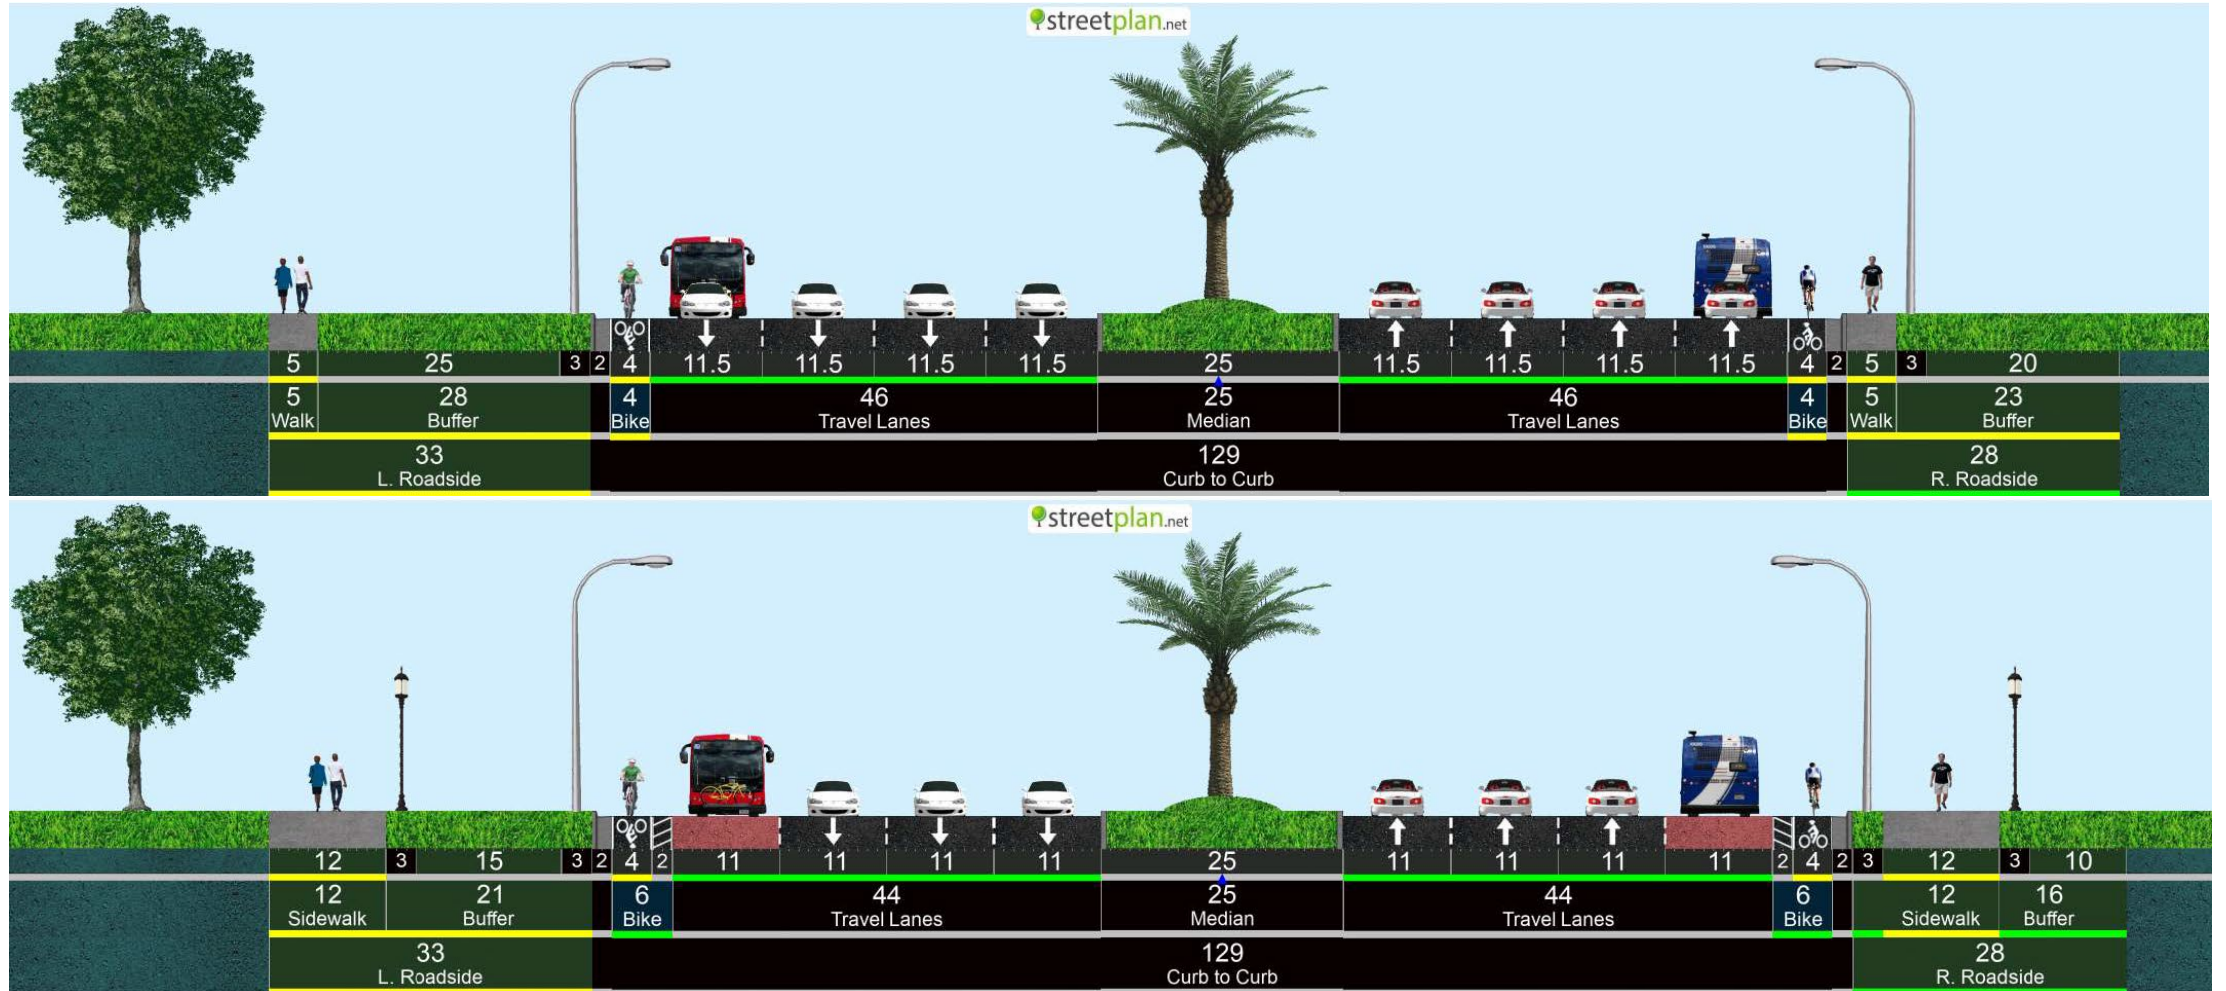 streetplan.net
5 25 3 2 4 11.5 11.5 11.5 11.5 25 11.5 11.5 11.5 11.5 4 2 5 3 20
5 28 4 46 25 46 4 5 23
Walk Buffer Bike Travel Lanes Median Travel Lanes Bike Walk Buffer
33 129 28
L. Roadside Curb to Curb R. Roadside
streetplan.net
12 3 15 3 2 4 2 11 11 11 11 25 11 11 11 11 2 4 2 3 12 3 10
12 21 6 44 25 44 6 12 16
Sidewalk Buffer Bike Travel Lanes Median Travel Lanes Bike Sidewalk Buffer
33 129 28
L. Roadside Curb to Curb R. Roadside